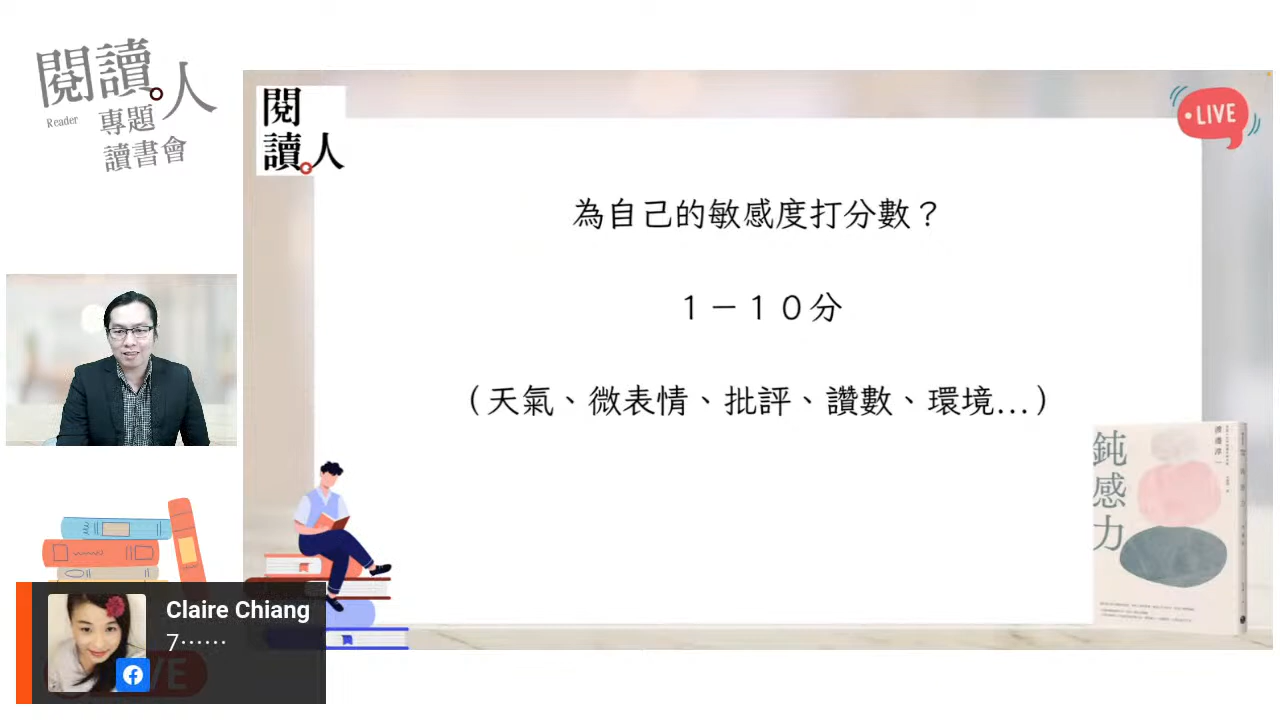 閱讀人
Reader
專題
讀書會
閱
讀人
LIVE
為自己的敏感度打分數？
１－１０分
（天氣、微表情、批評、讚數、環境...）
鈍感力
渡邊淳一
Claire Chiang
7⋯⋯